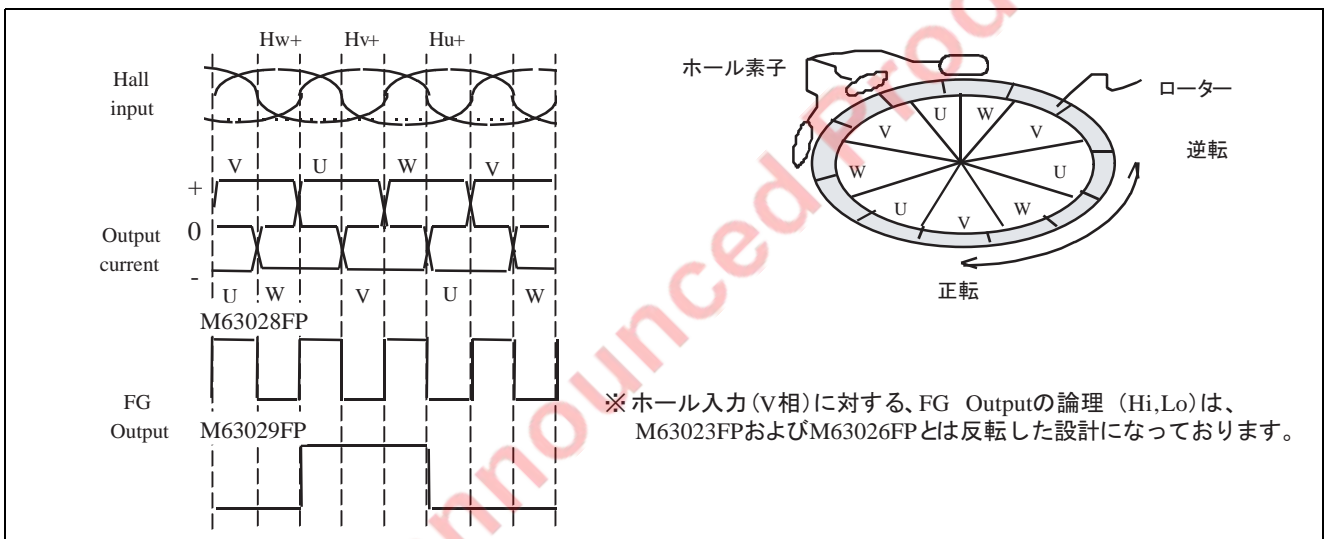 Hw+ Hv+ Hu+
Hall
input
V U W V
+
0
-
Output
current
U W V U W
M63028FP
FG
Output
M63029FP
ホール素子
ローター
逆転
正転
U W
V V
W U
U W
V
※ホール入力(V相)に対する、FG Outputの論理 (Hi,Lo)は、
M63023FPおよびM63026FPとは反転した設計になっております。
nnounced Prod